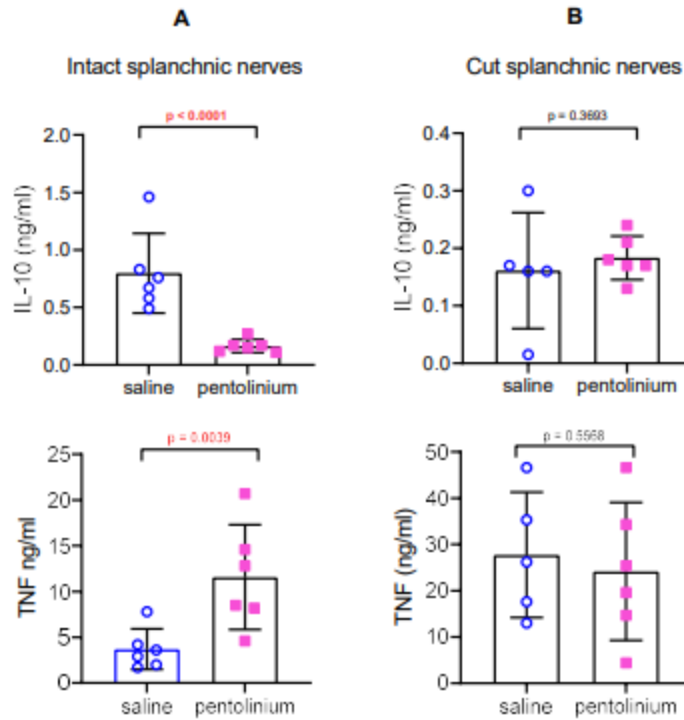 A
B
Intact splanchnic nerves
Cut splanchnic nerves
p < 0.0001
2.0
1.5
1.0
0.5
0.0
IL-10 (ng/ml)
saline
pentolinium
p = 0.3693
0.4
0.3
0.2
0.1
0.0
IL-10 (ng/ml)
saline
pentolinium
p = 0.0039
25
20
15
10
5
0
TNF ng/ml
saline
pentolinium
p = 0.5568
50
40
30
20
10
0
TNF (ng/ml)
saline
pentolinium